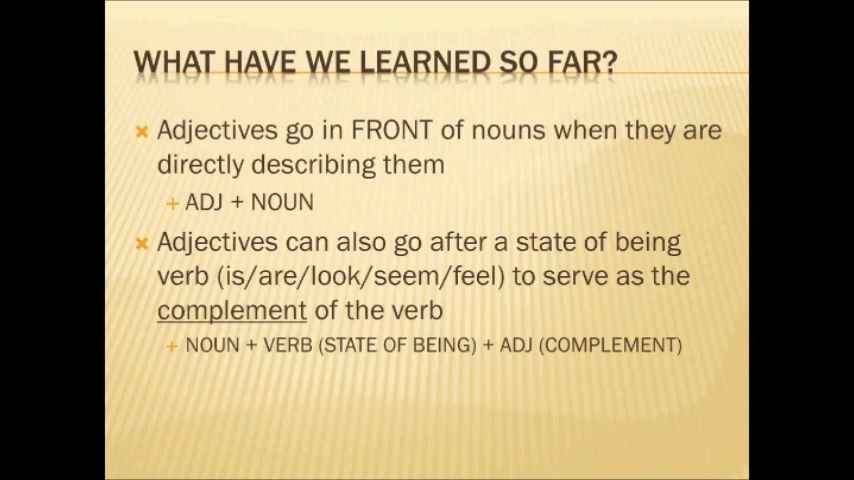 WHAT HAVE WE LEARNED SO FAR?
Adjectives go in FRONT of nouns when they are
directly describing them
+ ADJ + NOUN
Adjectives can also go after a state of being
verb (is/are/look/seem/feel) to serve as the
complement of the verb
+ NOUN + VERB (STATE OF BEING) + ADJ (COMPLEMENT)